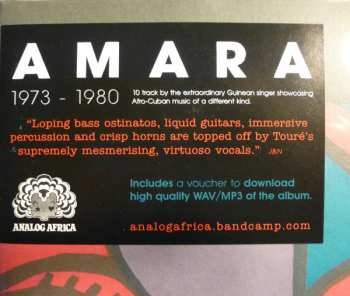 AMARA
1973 - 1980
10 track by the extraordinary Guinean singer showcasing
Afro-Cuban music of a different kind.
“Loping bass ostinatos, liquid guitars, immersive
percussion and crisp horns are topped off by Touré’s
supremely mesmerising, virtuoso vocals.”
Includes a voucher to download
high quality WAV/MP3 of the album.
ANALOG AFRICA
analogafrica.bandcamp.com